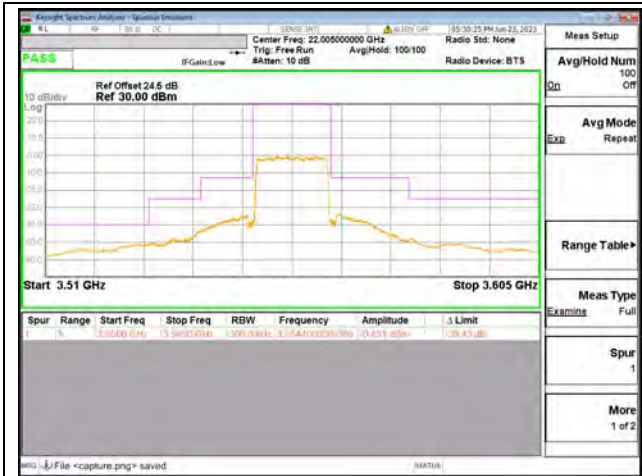 Keysight Spectrum Analyzer - Spurious Emissions
RL RF 50 Ω DC SENSE:INT ALIGN OFF 05:30:25 PM Jun 23, 2023
Center Freq: 22.005000000 GHz Radio Std: None
Trig: Free Run Avg|Hold: 100/100
PASS IFGain:Low #Atten: 10 dB Radio Device: BTS
Ref Offset 24.5 dB
10 dB/div Ref 30.00 dBm
Log
Start 3.51 GHz Stop 3.605 GHz
Spur Range Start Freq Stop Freq RBW Frequency Amplitude Δ Limit
MSG File <capture.png> saved STATUS
Meas Setup
Avg/Hold Num
100
On Off
Avg Mode
Exp Repeat
Range Table
Meas Type
Examine Full
Spur
1
More
1 of 2